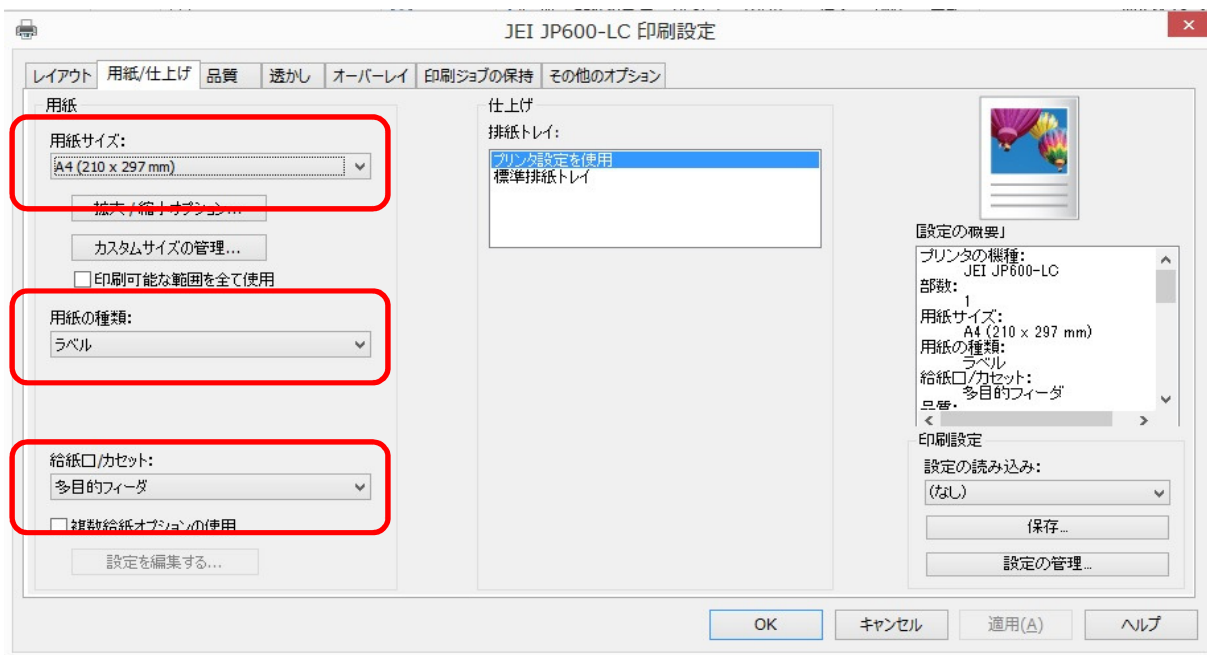 JEI JP600-LC 印刷設定
レイアウト 用紙/仕上げ 品質 透かし オーバーレイ 印刷ジョブの保持 その他のオプション
用紙
用紙サイズ:
A4 (210 x 297 mm)
拡大 / 縮小オプション...
カスタムサイズの管理...
印刷可能な範囲を全て使用
用紙の種類:
ラベル
給紙口/カセット:
多目的フィーダ
複数給紙オプションの使用
設定を編集する...
仕上げ
排紙トレイ:
プリンタ設定を使用
標準排紙トレイ
「設定の概要」
プリンタの機種:
JEI JP600-LC
部数:
1
用紙サイズ:
A4 (210 x 297 mm)
用紙の種類:
ラベル
給紙口/カセット:
多目的フィーダ
品質:
印刷設定
設定の読み込み:
(なし)
保存...
設定の管理...
OK キャンセル 適用(A) ヘルプ